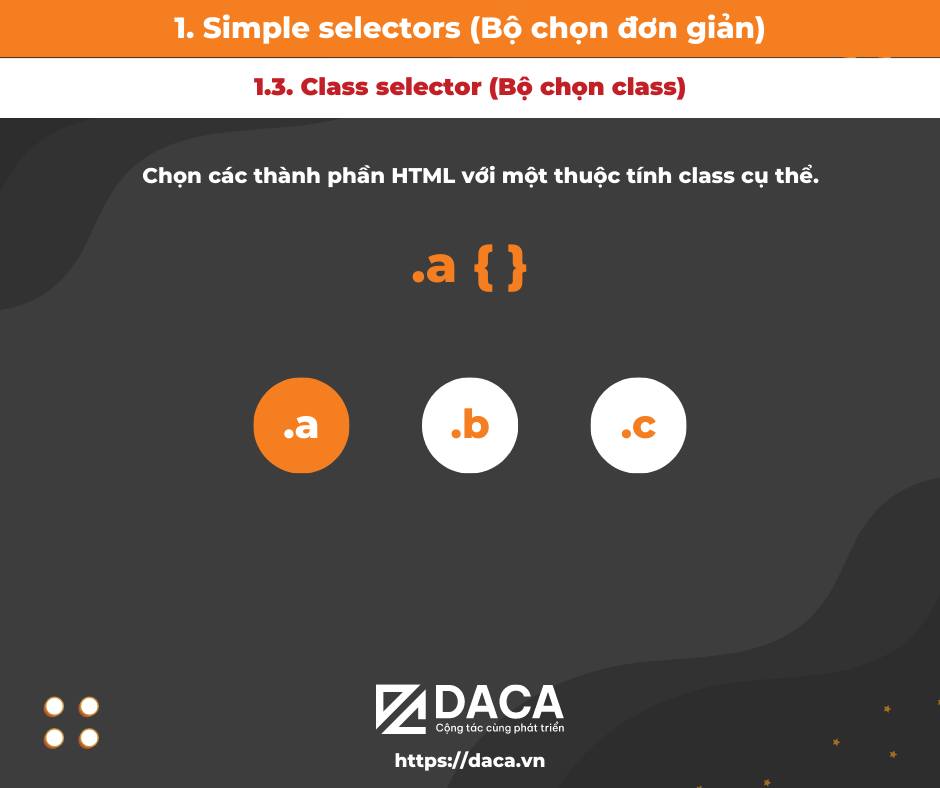 1. Simple selectors (Bộ chọn đơn giản)
1.3. Class selector (Bộ chọn class)
Chọn các thành phần HTML với một thuộc tính class cụ thể.
.a { }
.a .b .c
DACA
Cộng tác cùng phát triển
https://daca.vn